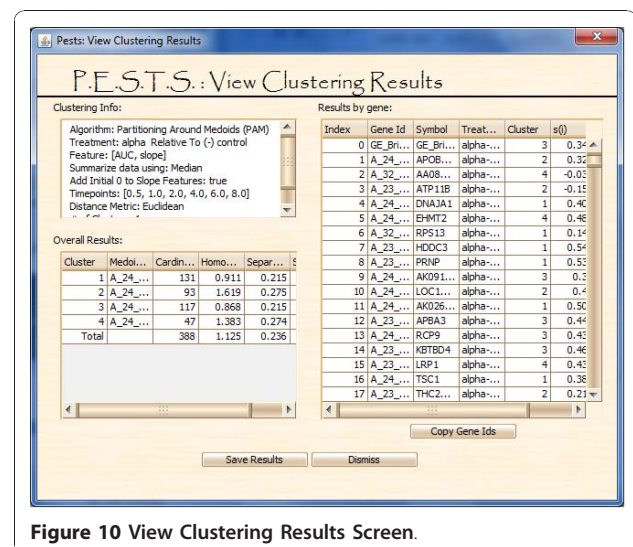 Pests: View Clustering Results
P.E.S.T.S.: View Clustering Results
Clustering Info:
Algorithm: Partitioning Around Medoids (PAM)
Treatment: alpha Relative To (-) control
Feature: [AUC, slope]
Summarize data using: Median
Add Initial 0 to Slope Features: true
Timepoints: [0.5, 1.0, 2.0, 4.0, 6.0, 8.0]
Distance Metric: Euclidean
Overall Results:
Cluster Medoi... Cardin... Homo... Separ... S
1 A_24_... 131 0.911 0.215
2 A_24_... 93 1.619 0.275
3 A_24_... 117 0.868 0.215
4 A_24_... 47 1.383 0.274
Total 388 1.125 0.236
Results by gene:
Index Gene Id Symbol Treat... Cluster s(i)
0 GE_Bri... GE_Bri... alpha-... 3 0.34
1 A_24_... APOB... alpha-... 2 0.32
2 A_32_... AA08... alpha-... 4 -0.03
3 A_23_... ATP11B alpha-... 2 -0.15
4 A_24_... DNAJA1 alpha-... 1 0.40
5 A_24_... EHMT2 alpha-... 4 0.48
6 A_32_... RPS13 alpha-... 1 0.14
7 A_23_... HDDC3 alpha-... 1 0.54
8 A_23_... PRNP alpha-... 1 0.53
9 A_24_... AK091... alpha-... 3 0.3
10 A_24_... LOC1... alpha-... 2 0.4
11 A_24_... AK026... alpha-... 1 0.50
12 A_23_... APBA3 alpha-... 3 0.44
13 A_24_... RCP9 alpha-... 3 0.43
14 A_23_... KBTBD4 alpha-... 3 0.46
15 A_23_... LRP1 alpha-... 4 0.43
16 A_24_... TSC1 alpha-... 1 0.38
17 A_23_... THC2... alpha-... 2 0.21
Copy Gene Ids
Save Results
Dismiss
Figure 10 View Clustering Results Screen.